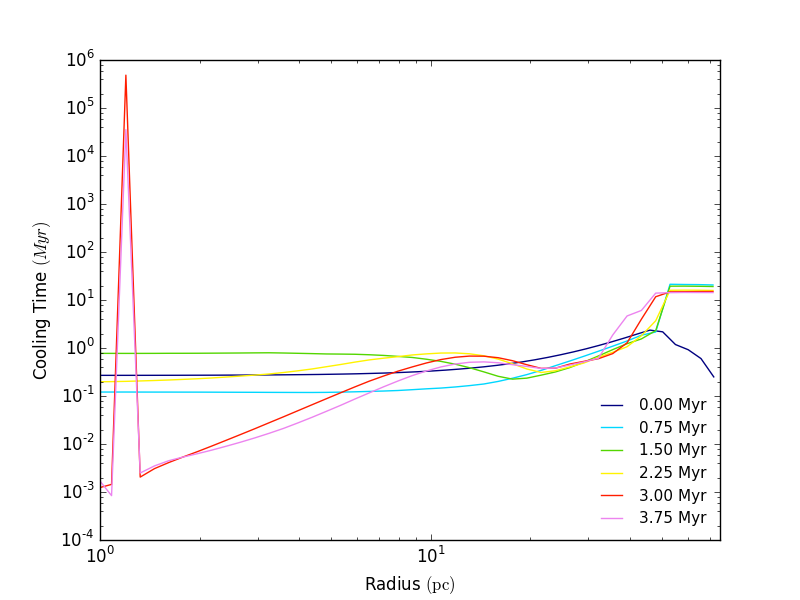 10^6
10^5
10^4
10^3
10^2
10^1
10^0
10^-1
10^-2
10^-3
10^-4
Cooling Time (Myr)
0.00 Myr
0.75 Myr
1.50 Myr
2.25 Myr
3.00 Myr
3.75 Myr
10^0 10^1
Radius (pc)